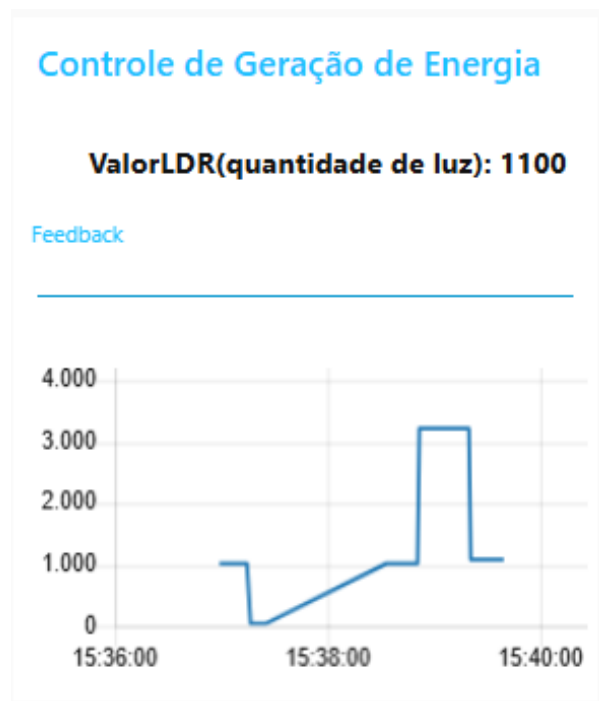 Controle de Geração de Energia
ValorLDR(quantidade de luz): 1100
Feedback
4.000
3.000
2.000
1.000
0
15:36:00 15:38:00 15:40:00